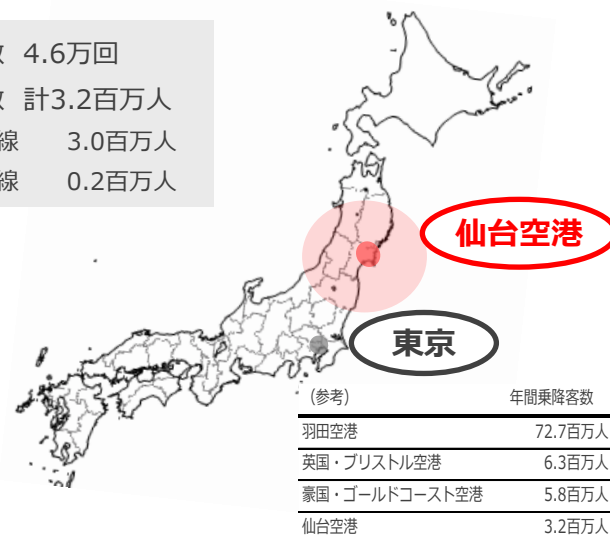 数 4.6万回
数 計3.2百万人
線 3.0百万人
線 0.2百万人
仙台空港
東京
(参考) 年間乗降客数
羽田空港 72.7百万人
英国・ブリストル空港 6.3百万人
豪国・ゴールドコースト空港 5.8百万人
仙台空港 3.2百万人